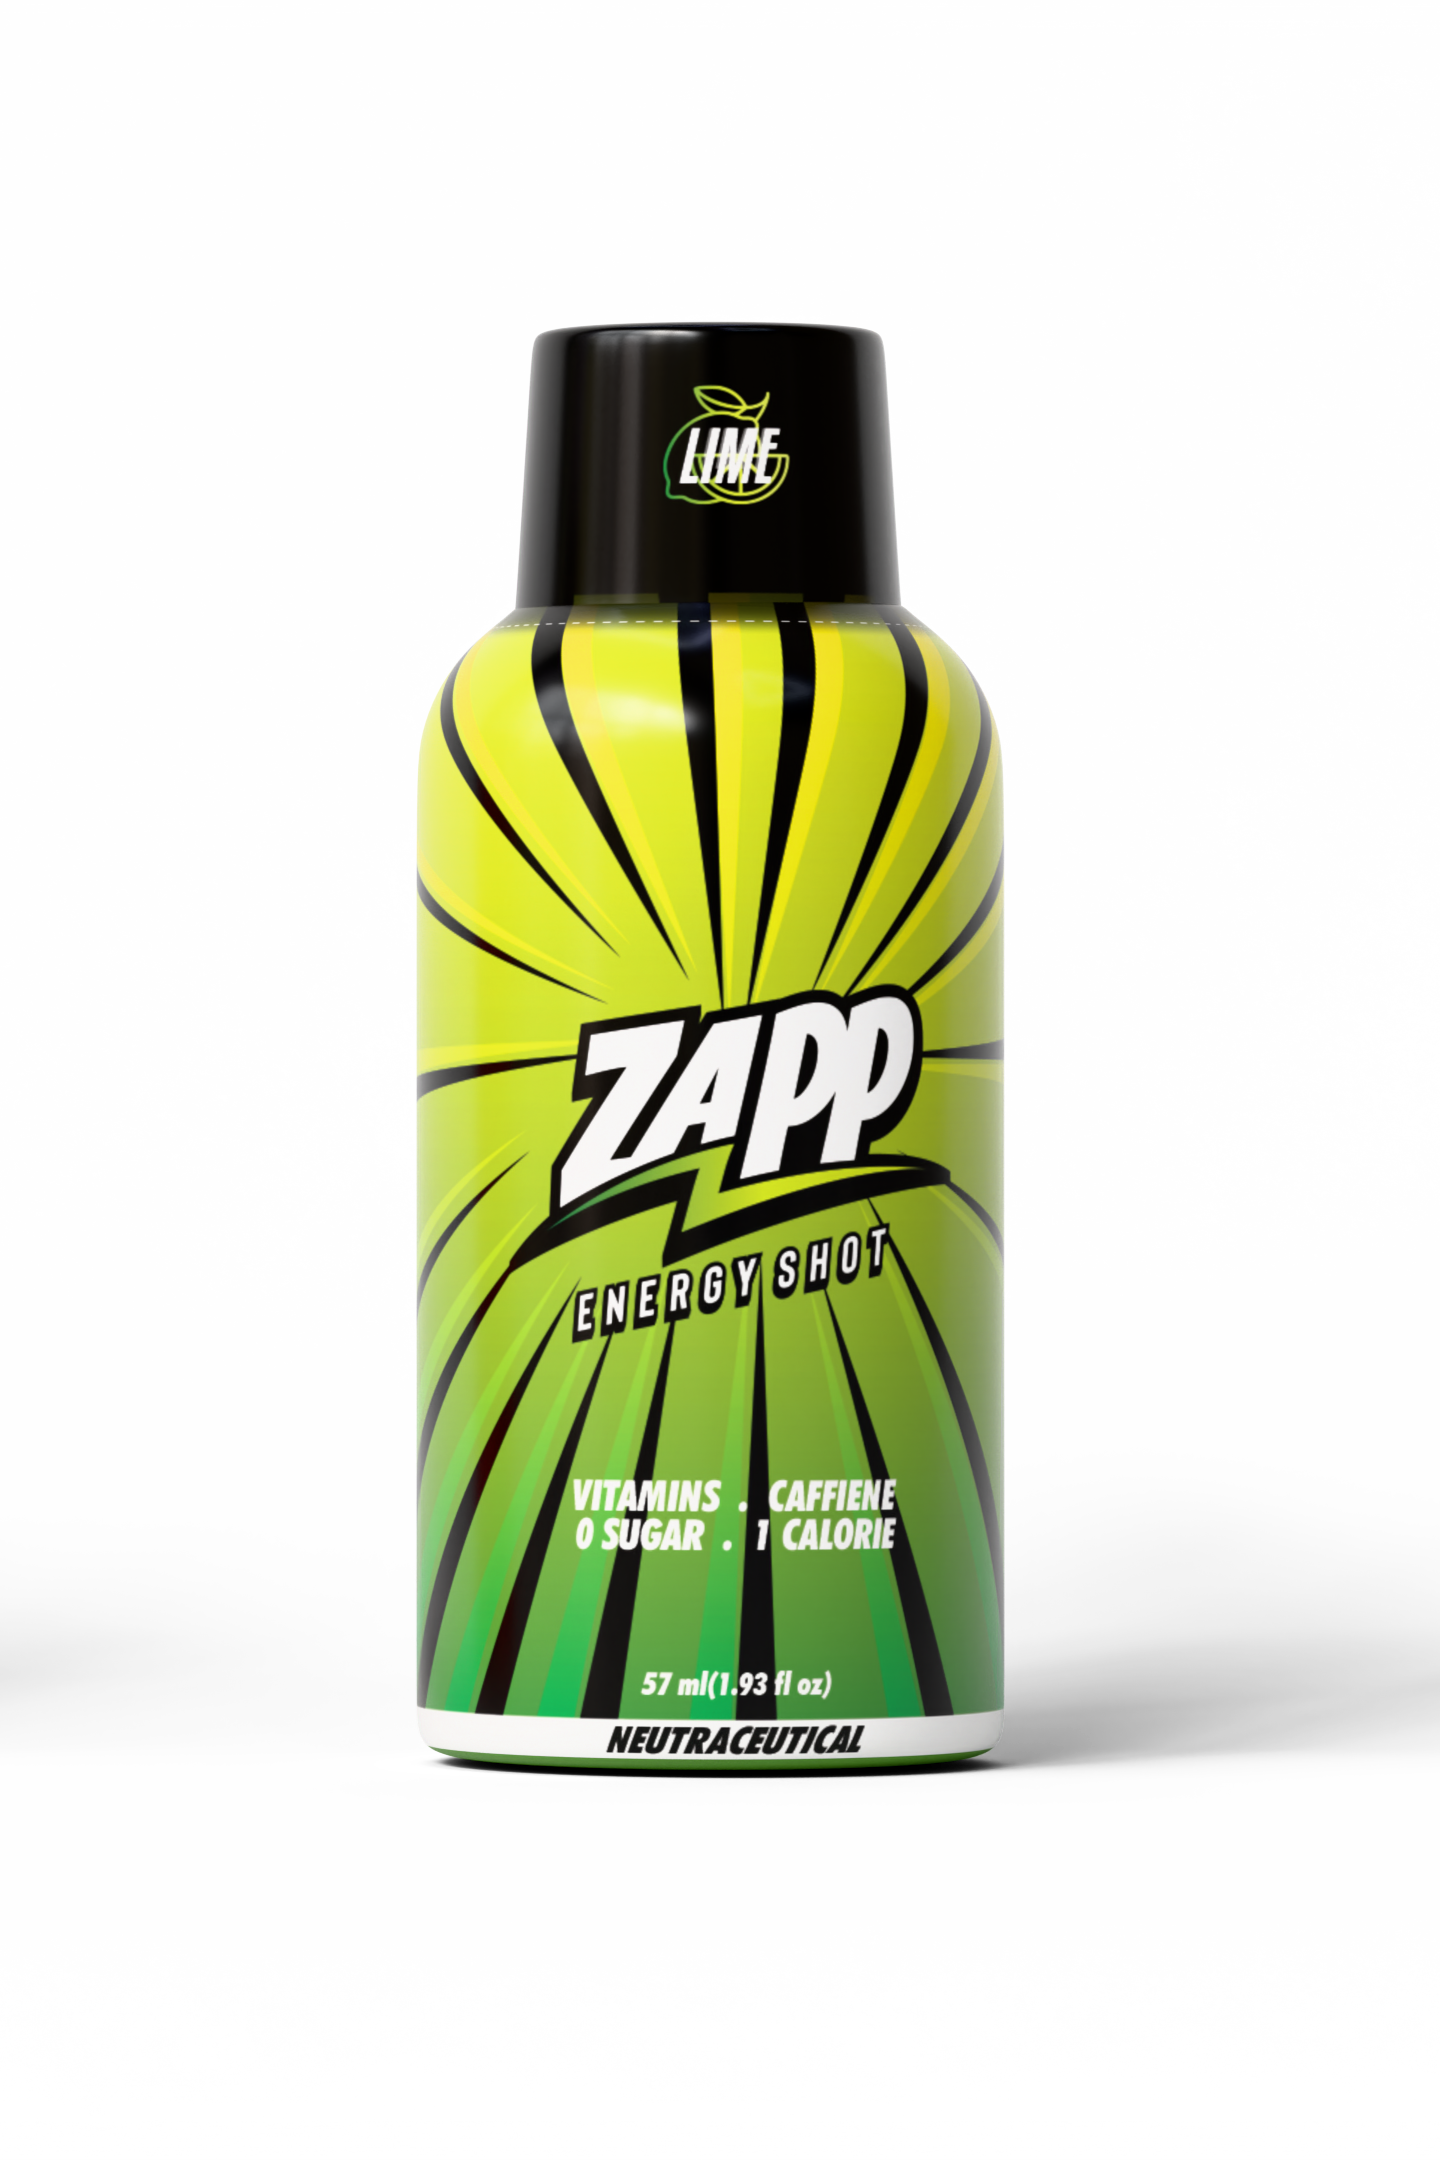 LIME
ZAPP
ENERGY SHOT
VITAMINS . CAFFIENE
0 SUGAR . 1 CALORIE
57 ml(1.93 fl oz)
NEUTRACEUTICAL